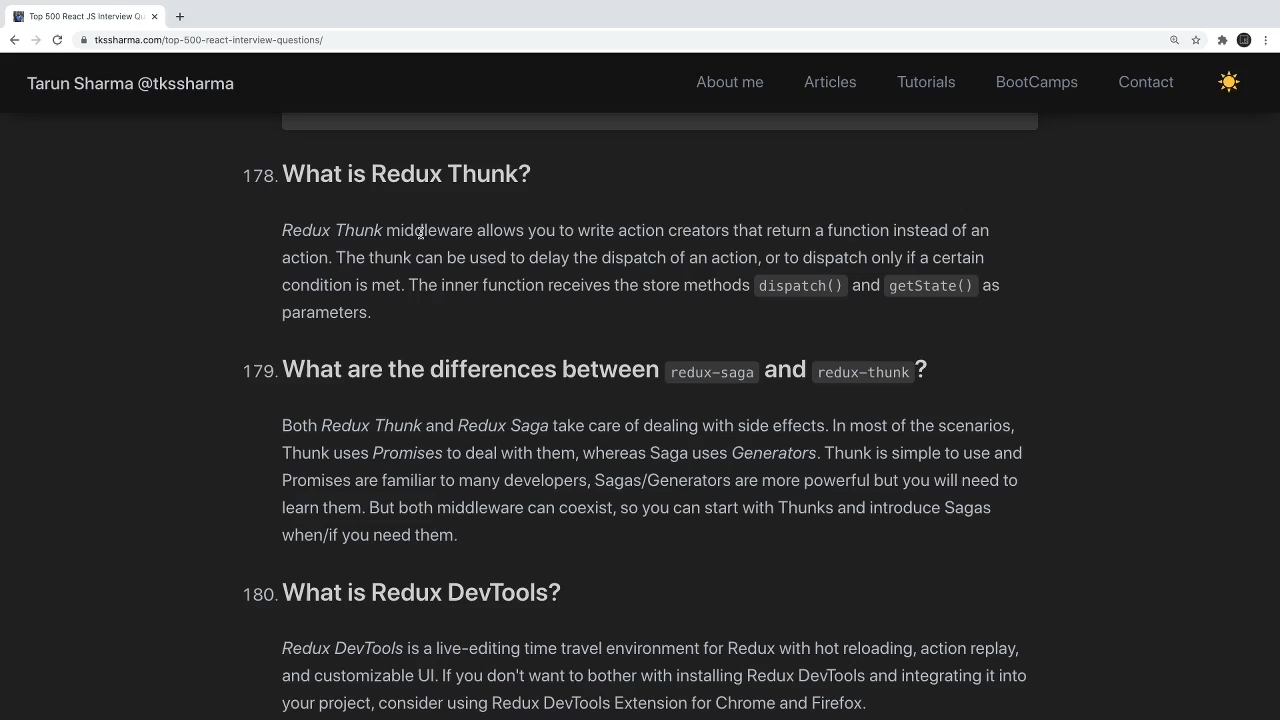 Top 500 React JS Interview Qu
tkssharma.com/top-500-react-interview-questions/
Tarun Sharma @tkssharma
About me
Articles
Tutorials
BootCamps
Contact
178. What is Redux Thunk?
Redux Thunk middleware allows you to write action creators that return a function instead of an
action. The thunk can be used to delay the dispatch of an action, or to dispatch only if a certain
condition is met. The inner function receives the store methods dispatch() and getState() as
parameters.
179. What are the differences between redux-saga and redux-thunk?
Both Redux Thunk and Redux Saga take care of dealing with side effects. In most of the scenarios,
Thunk uses Promises to deal with them, whereas Saga uses Generators. Thunk is simple to use and
Promises are familiar to many developers, Sagas/Generators are more powerful but you will need to
learn them. But both middleware can coexist, so you can start with Thunks and introduce Sagas
when/if you need them.
180. What is Redux DevTools?
Redux DevTools is a live-editing time travel environment for Redux with hot reloading, action replay,
and customizable UI. If you don't want to bother with installing Redux DevTools and integrating it into
your project, consider using Redux DevTools Extension for Chrome and Firefox.